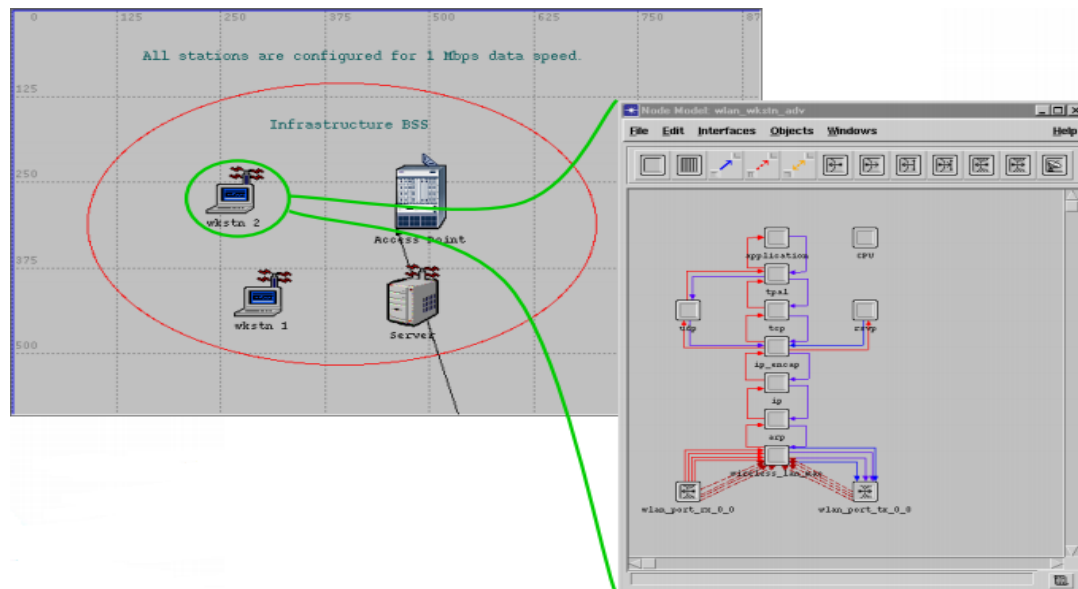 0 125 250 375 500 625 750 87
All stations are configured for 1 Mbps data speed.
125
Infrastructure BSS
250
wkstn 2
Access Point
375
wkstn 1
Server
500
Node Model: wlan_wkstn_adv
File Edit Interfaces Objects Windows Help
application
CPU
tpal
udp
tcp
rsvp
ip_encap
ip
arp
wireless_lan_mac
wlan_port_rx_0_0
wlan_port_tx_0_0